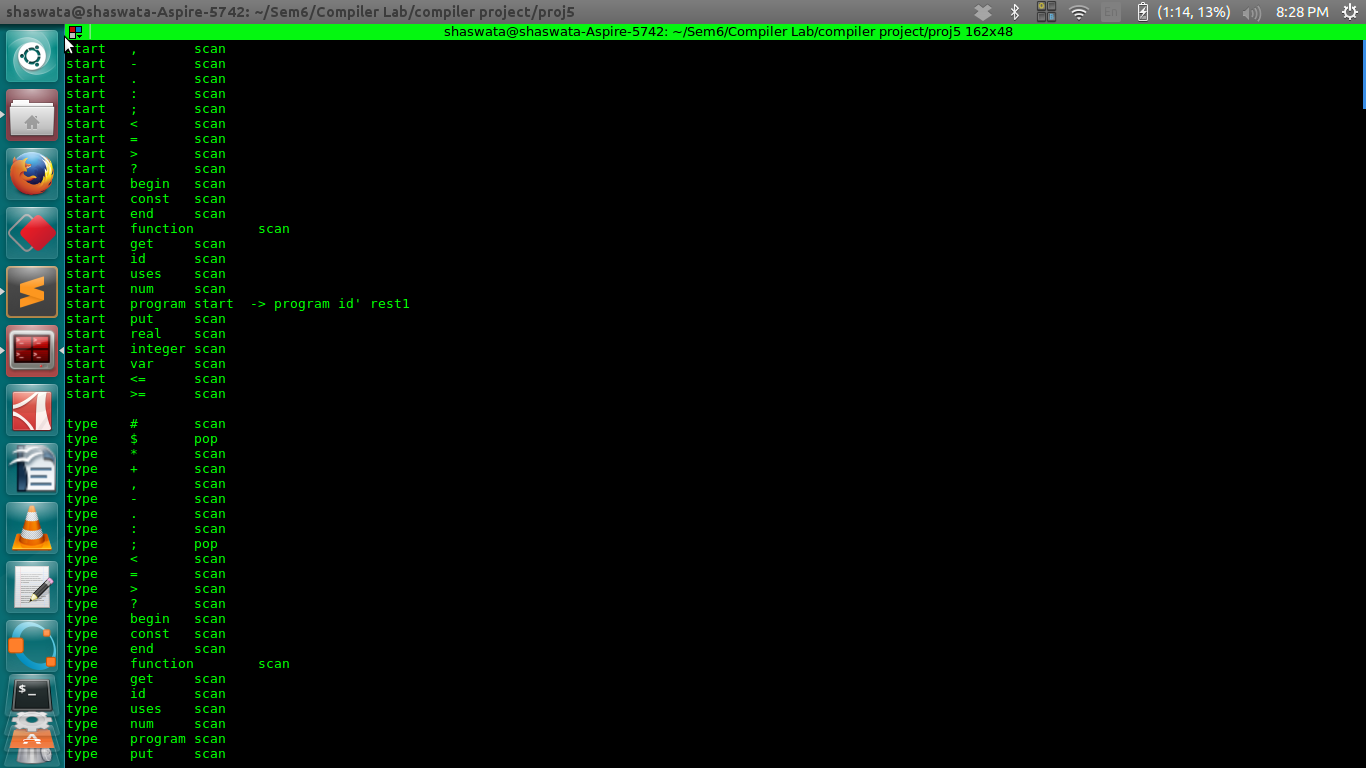 shaswata@shaswata-Aspire-5742: ~/Sem6/Compiler Lab/compiler project/proj5 En (1:14, 13%) 8:28 PM
shaswata@shaswata-Aspire-5742: ~/Sem6/Compiler Lab/compiler project/proj5 162x48
start , scan
start - scan
start . scan
start : scan
start ; scan
start < scan
start = scan
start > scan
start ? scan
start begin scan
start const scan
start end scan
start function scan
start get scan
start id scan
start uses scan
start num scan
start program start -> program id' rest1
start put scan
start real scan
start integer scan
start var scan
start <= scan
start >= scan
type # scan
type $ pop
type * scan
type + scan
type , scan
type - scan
type . scan
type : scan
type ; pop
type < scan
type = scan
type > scan
type ? scan
type begin scan
type const scan
type end scan
type function scan
type get scan
type id scan
type uses scan
type num scan
type program scan
type put scan